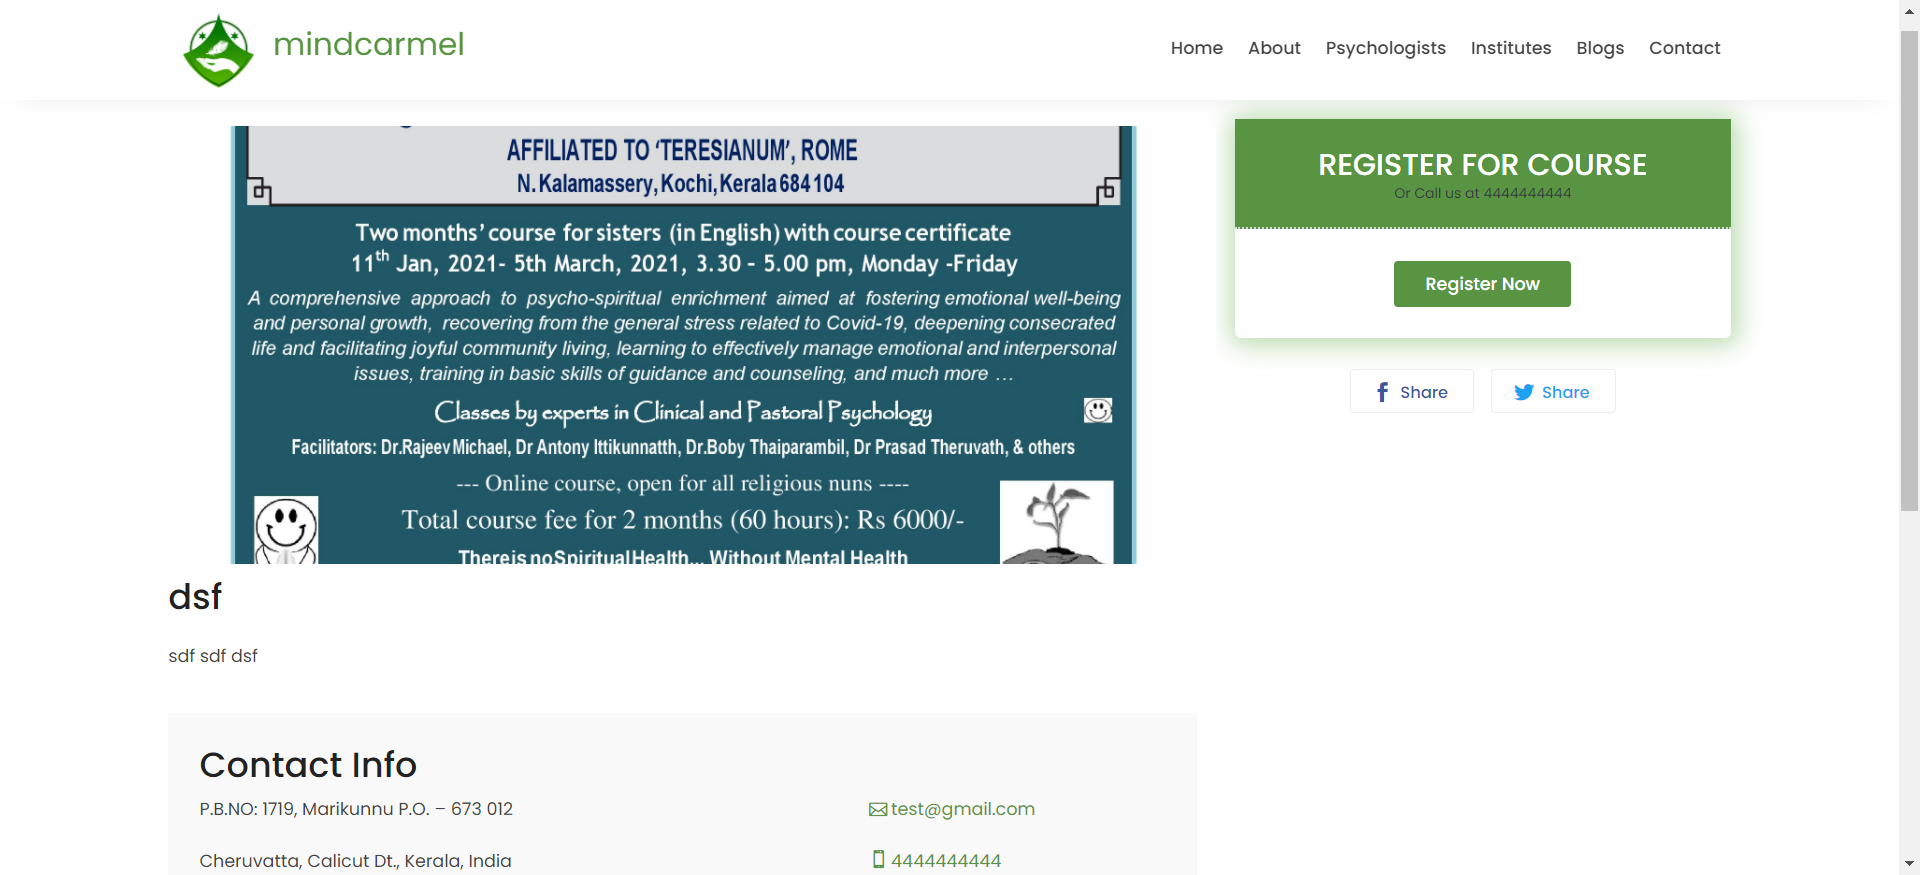 mindcarmel
Home About Psychologists Institutes Blogs Contact
AFFILIATED TO ‘TERESIANUM’, ROME
N. Kalamassery, Kochi, Kerala 684 104
Two months’ course for sisters (in English) with course certificate
11th Jan, 2021- 5th March, 2021, 3.30 – 5.00 pm, Monday -Friday
A comprehensive approach to psycho-spiritual enrichment aimed at fostering emotional well-being
and personal growth, recovering from the general stress related to Covid-19, deepening consecrated
life and facilitating joyful community living, learning to effectively manage emotional and interpersonal
issues, training in basic skills of guidance and counseling, and much more …
Classes by experts in Clinical and Pastoral Psychology
Facilitators: Dr.Rajeev Michael, Dr Antony Ittikunnatth, Dr.Boby Thaiparambil, Dr Prasad Theruvath, & others
--- Online course, open for all religious nuns ----
Total course fee for 2 months (60 hours): Rs 6000/-
There is no Spiritual Health... Without Mental Health
REGISTER FOR COURSE
Or Call us at 4444444444
Register Now
Share Share
dsf
sdf sdf dsf
Contact Info
P.B.NO: 1719, Marikunnu P.O. – 673 012
test@gmail.com
Cheruvatta, Calicut Dt., Kerala, India
4444444444